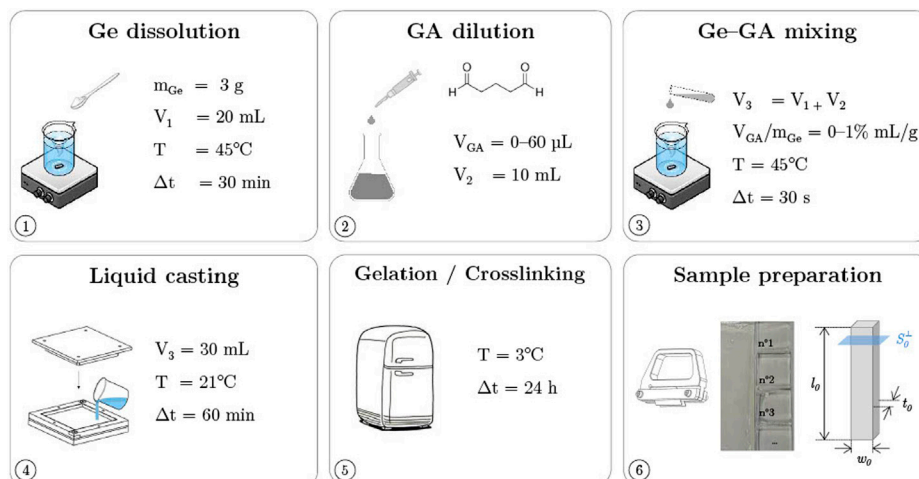 Ge dissolution
m_Ge = 3 g
V_1 = 20 mL
T = 45°C
Δt = 30 min
1
GA dilution
O O
H H
V_GA = 0–60 µL
V_2 = 10 mL
2
Ge–GA mixing
V_3 = V_1 + V_2
V_GA/m_Ge = 0–1% mL/g
T = 45°C
Δt = 30 s
3
Liquid casting
V_3 = 30 mL
T = 21°C
Δt = 60 min
4
Gelation / Crosslinking
T = 3°C
Δt = 24 h
5
Sample preparation
n°1
n°2
n°3
...
S_0^⊥
l_0
t_0
w_0
6